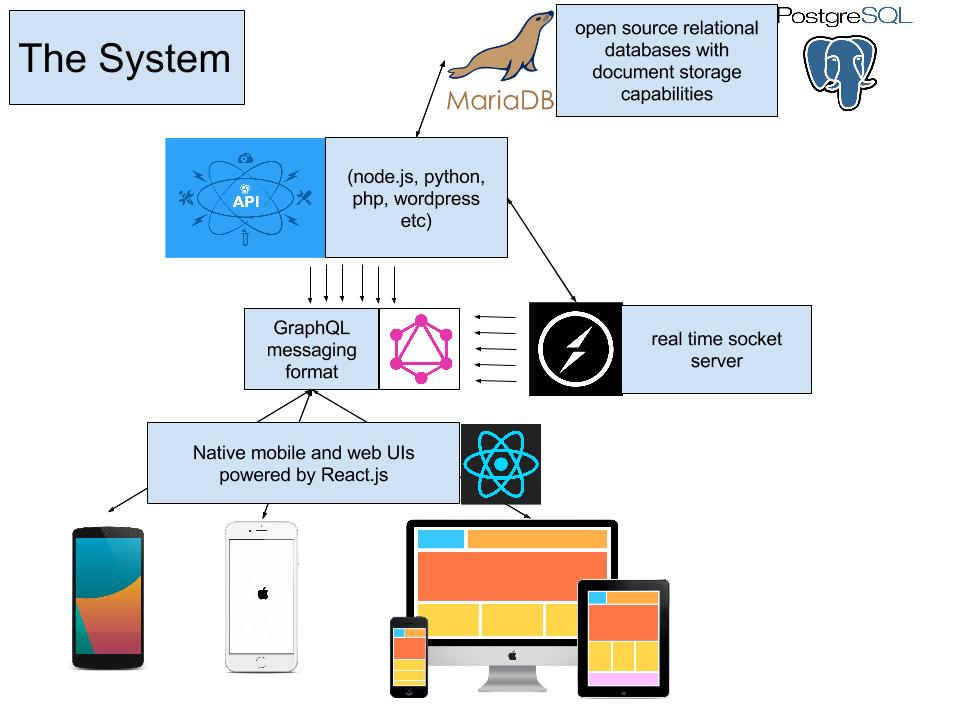 The System
MariaDB
open source relational
databases with
document storage
capabilities
PostgreSQL
API
(node.js, python,
php, wordpress
etc)
GraphQL
messaging
format
real time socket
server
Native mobile and web UIs
powered by React.js